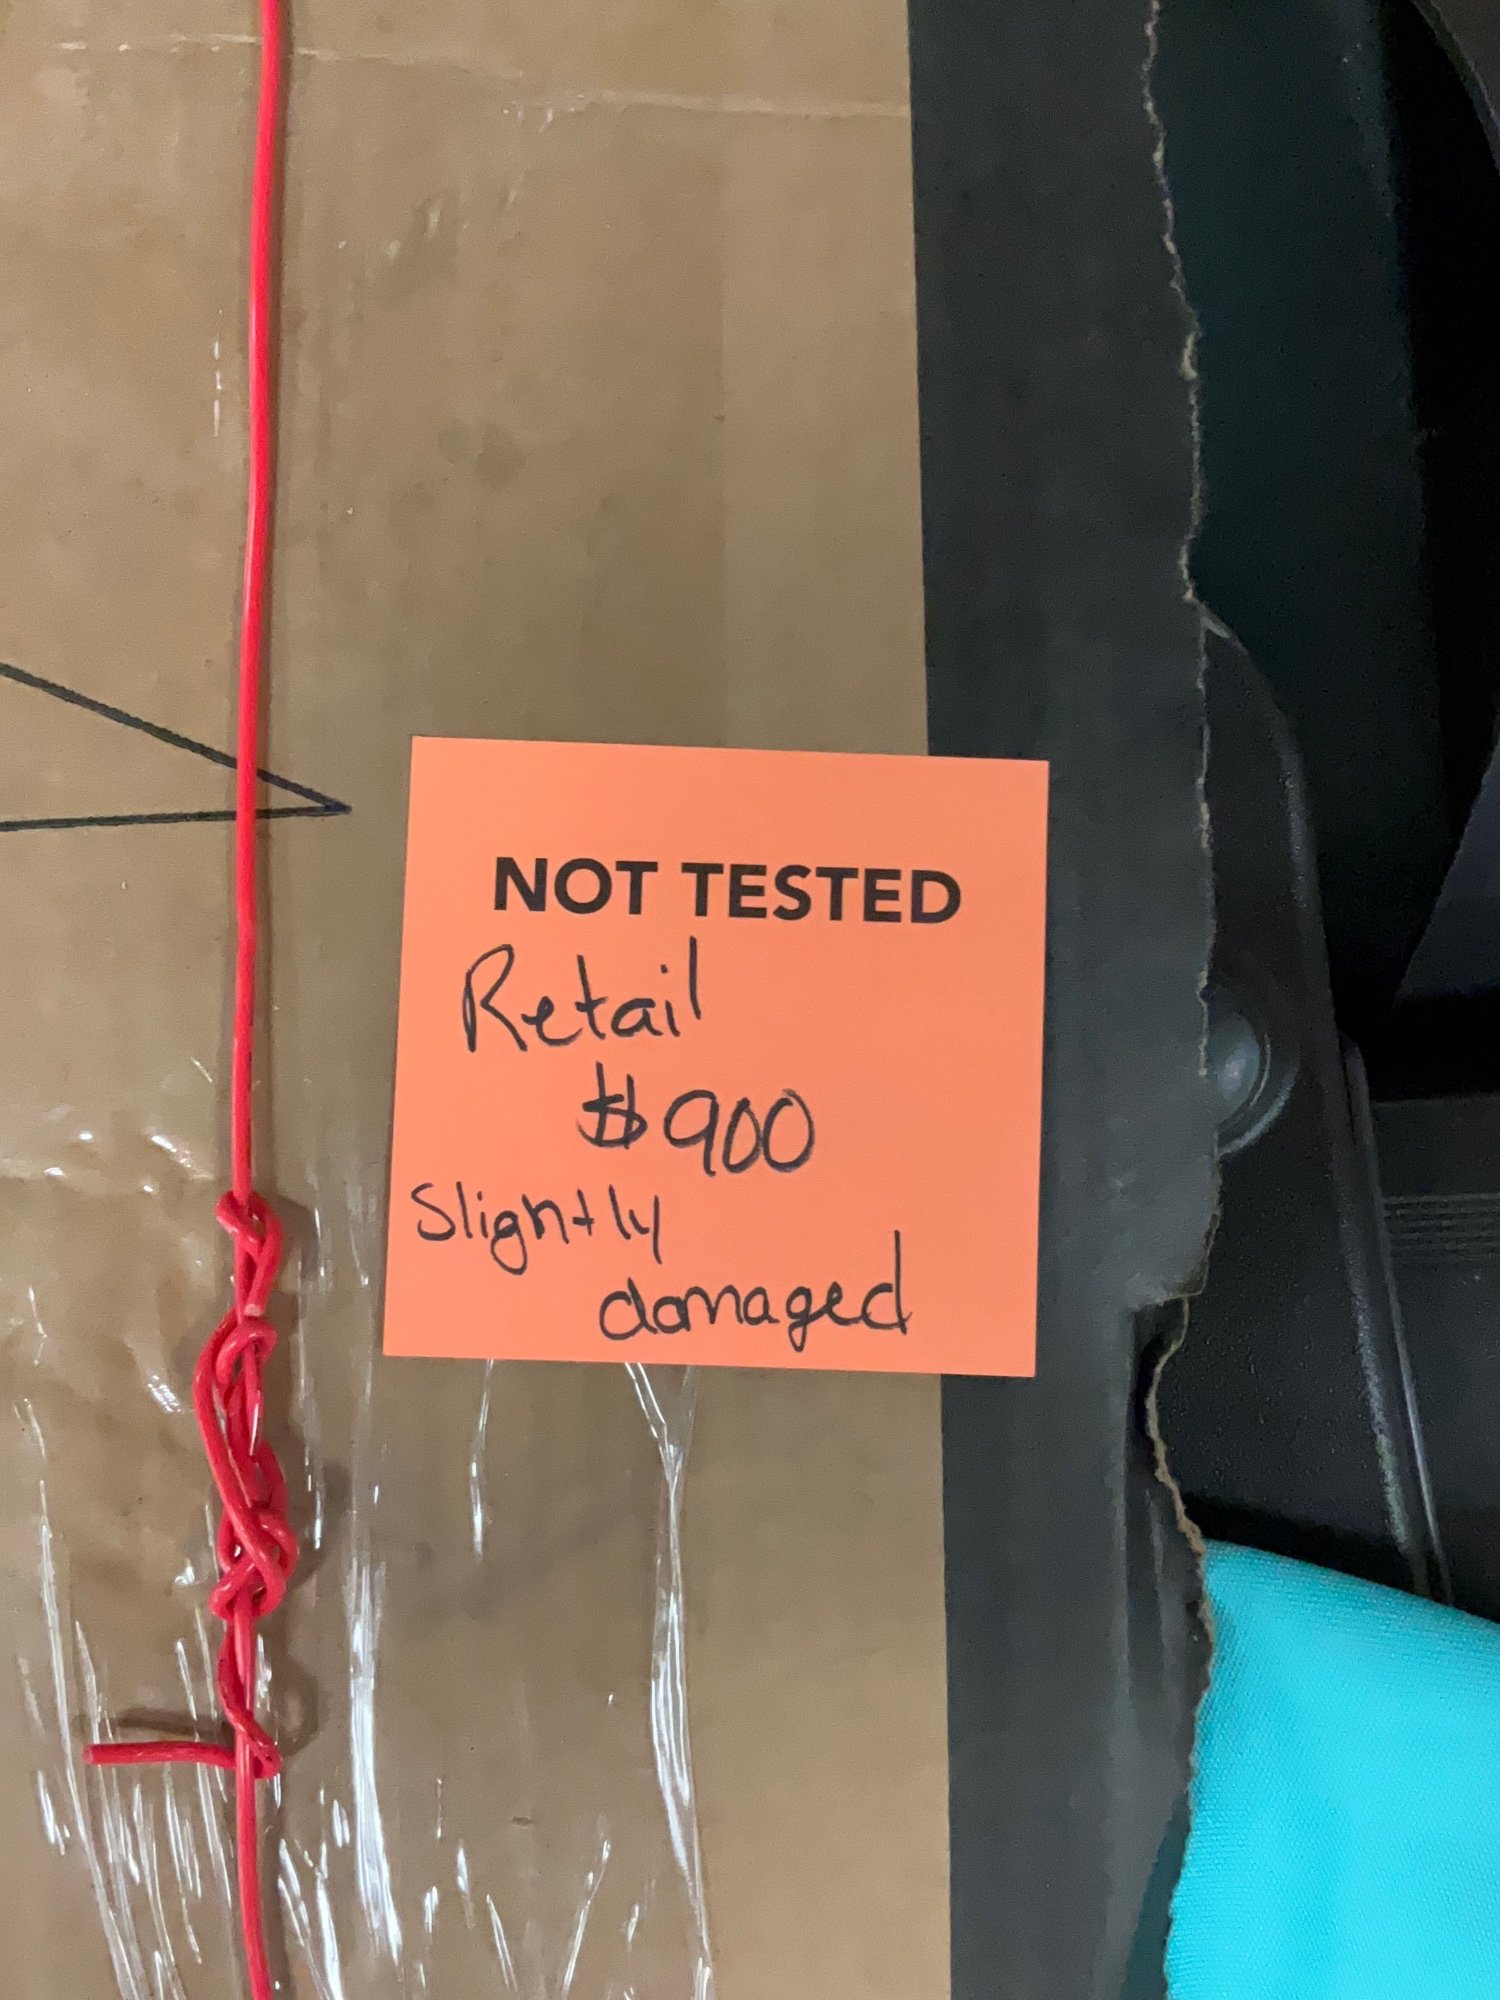 NOT TESTED
Retail
$900
Slightly
damaged